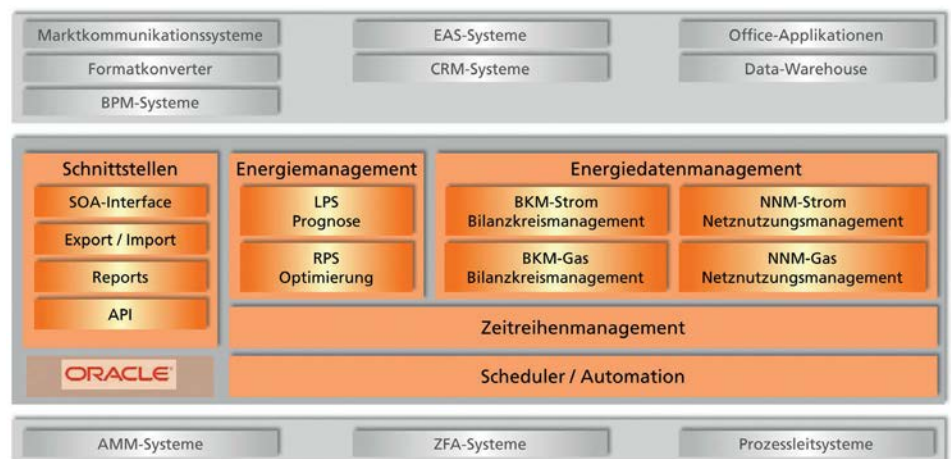 Marktkommunikationssysteme
EAS-Systeme
Office-Applikationen
Formatkonverter
CRM-Systeme
Data-Warehouse
BPM-Systeme
Schnittstellen
SOA-Interface
Export / Import
Reports
API
Energiemanagement
LPS
Prognose
RPS
Optimierung
Energiedatenmanagement
BKM-Strom
Bilanzkreismanagement
NNM-Strom
Netznutzungsmanagement
BKM-Gas
Bilanzkreismanagement
NNM-Gas
Netznutzungsmanagement
Zeitreihenmanagement
ORACLE
Scheduler / Automation
AMM-Systeme
ZFA-Systeme
Prozessleitsysteme